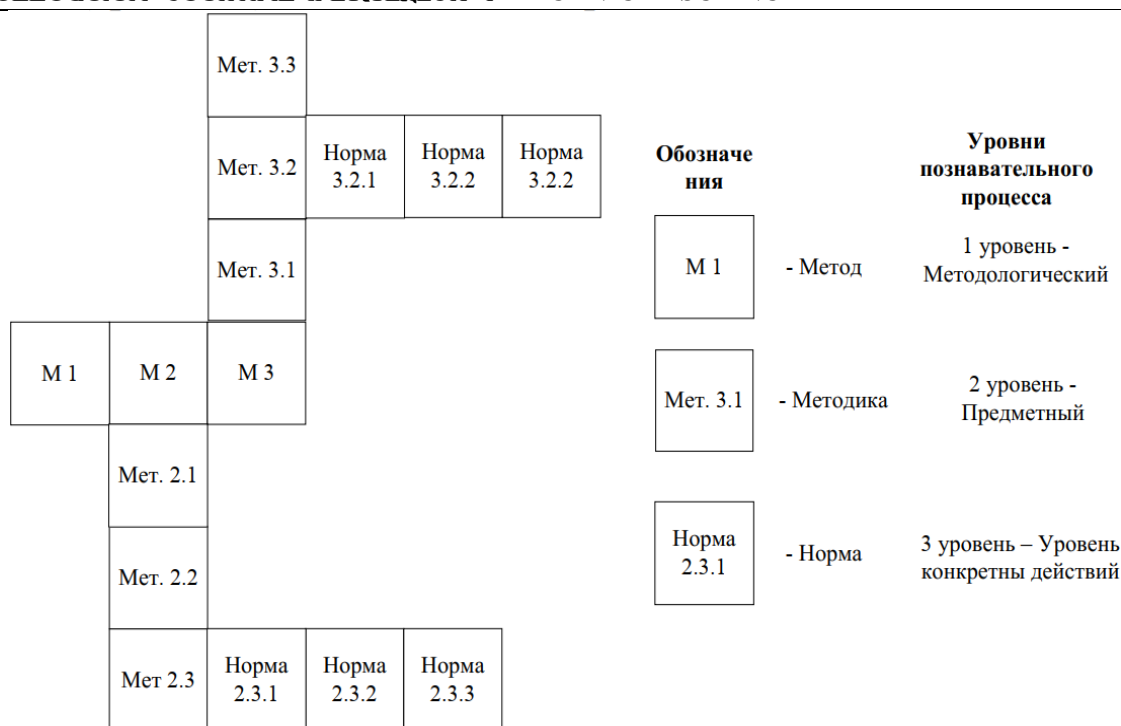 Мет. 3.3
Мет. 3.2
Норма
3.2.1
Норма
3.2.2
Норма
3.2.2
Мет. 3.1
М 1
М 2
М 3
Мет. 2.1
Мет. 2.2
Мет 2.3
Норма
2.3.1
Норма
2.3.2
Норма
2.3.3
Обозначе
ния
Уровни
познавательного
процесса
М 1
- Метод
1 уровень -
Методологический
Мет. 3.1
- Методика
2 уровень -
Предметный
Норма
2.3.1
- Норма
3 уровень – Уровень
конкретны действий